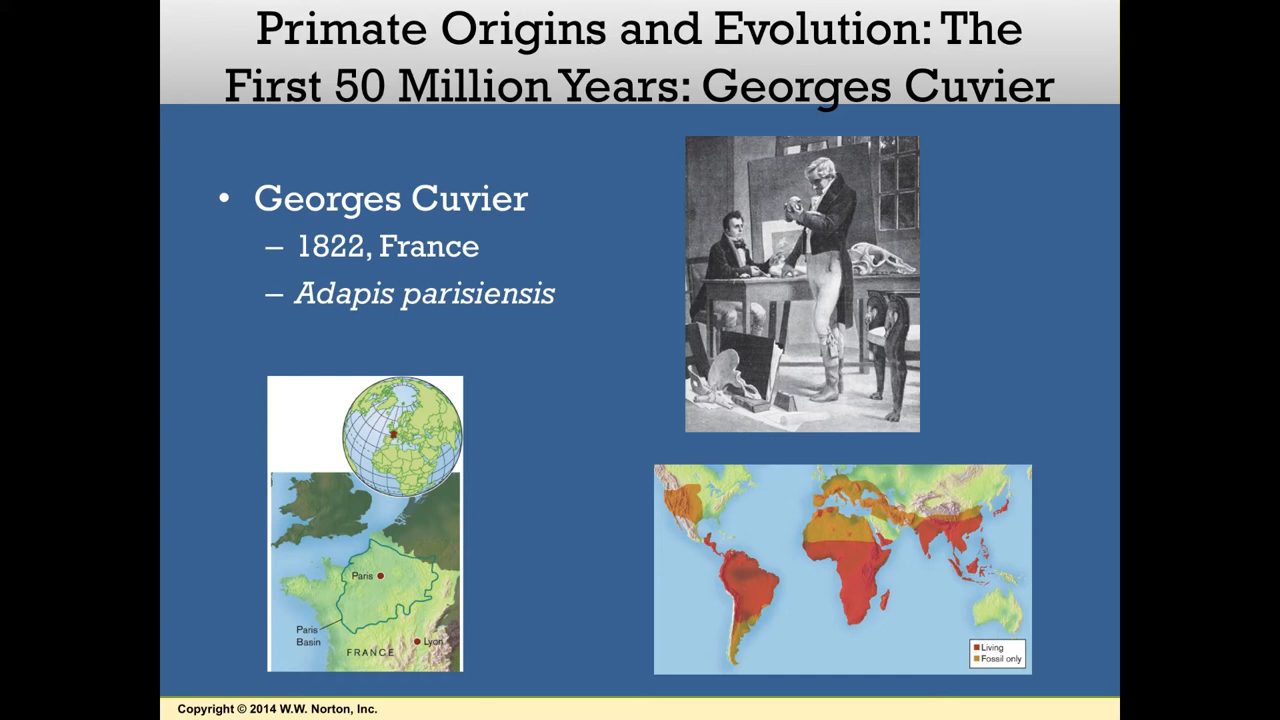 Primate Origins and Evolution: The
First 50 Million Years: Georges Cuvier
• Georges Cuvier
– 1822, France
– Adapis parisiensis
Paris
Paris
Basin
Lyon
FRANCE
Living
Fossil only
Copyright © 2014 W.W. Norton, Inc.